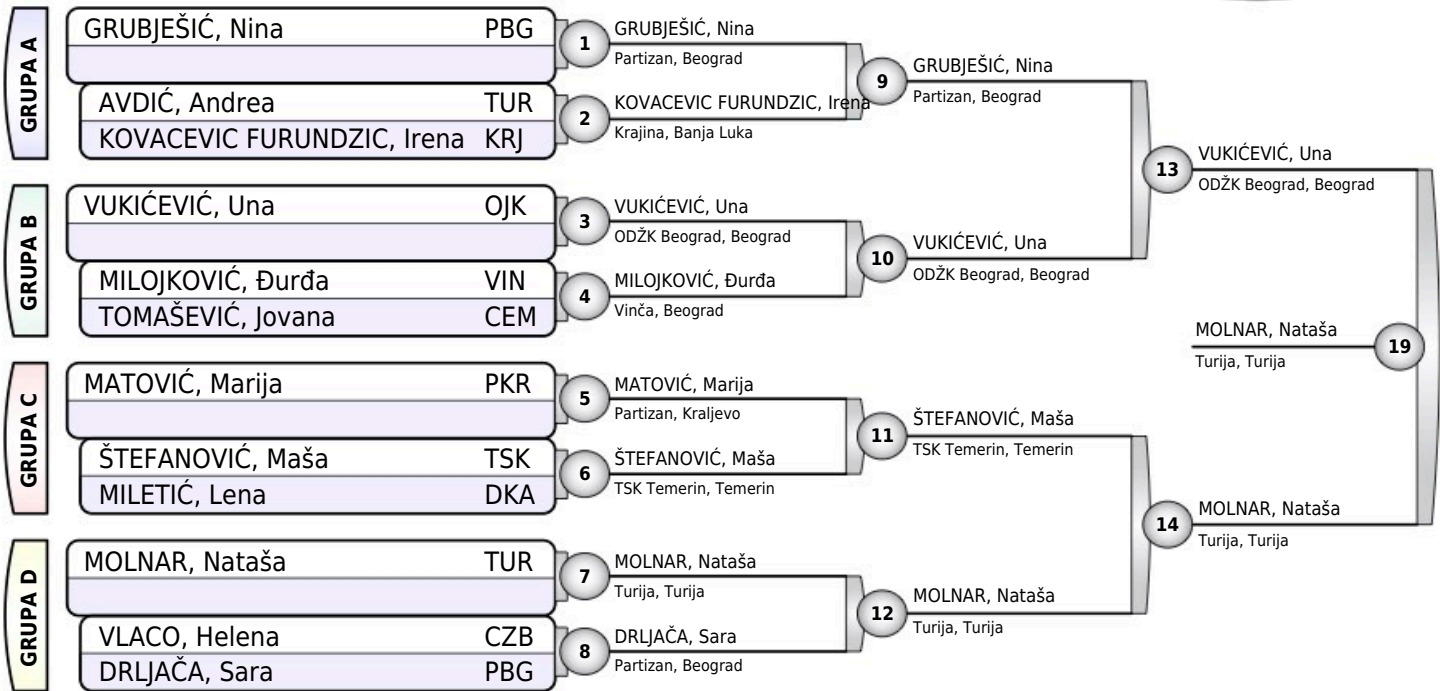 GRUPA A
GRUBJEŠIĆ, Nina PBG
AVDIĆ, Andrea TUR
KOVACEVIC FURUNDZIC, Irena KRJ
1
GRUBJEŠIĆ, Nina
Partizan, Beograd
2
KOVACEVIC FURUNDZIC, Irena
Krajina, Banja Luka
9
GRUBJEŠIĆ, Nina
Partizan, Beograd
GRUPA B
VUKIĆEVIĆ, Una OJK
MILOJKOVIĆ, Đurđa VIN
TOMAŠEVIĆ, Jovana CEM
3
VUKIĆEVIĆ, Una
ODŽK Beograd, Beograd
4
MILOJKOVIĆ, Đurđa
Vinča, Beograd
10
VUKIĆEVIĆ, Una
ODŽK Beograd, Beograd
13
VUKIĆEVIĆ, Una
ODŽK Beograd, Beograd
GRUPA C
MATOVIĆ, Marija PKR
ŠTEFANOVIĆ, Maša TSK
MILETIĆ, Lena DKA
5
MATOVIĆ, Marija
Partizan, Kraljevo
6
ŠTEFANOVIĆ, Maša
TSK Temerin, Temerin
11
ŠTEFANOVIĆ, Maša
TSK Temerin, Temerin
GRUPA D
MOLNAR, Nataša TUR
VLACO, Helena CZB
DRLJAČA, Sara PBG
7
MOLNAR, Nataša
Turija, Turija
8
DRLJAČA, Sara
Partizan, Beograd
12
MOLNAR, Nataša
Turija, Turija
14
MOLNAR, Nataša
Turija, Turija
MOLNAR, Nataša
Turija, Turija
19